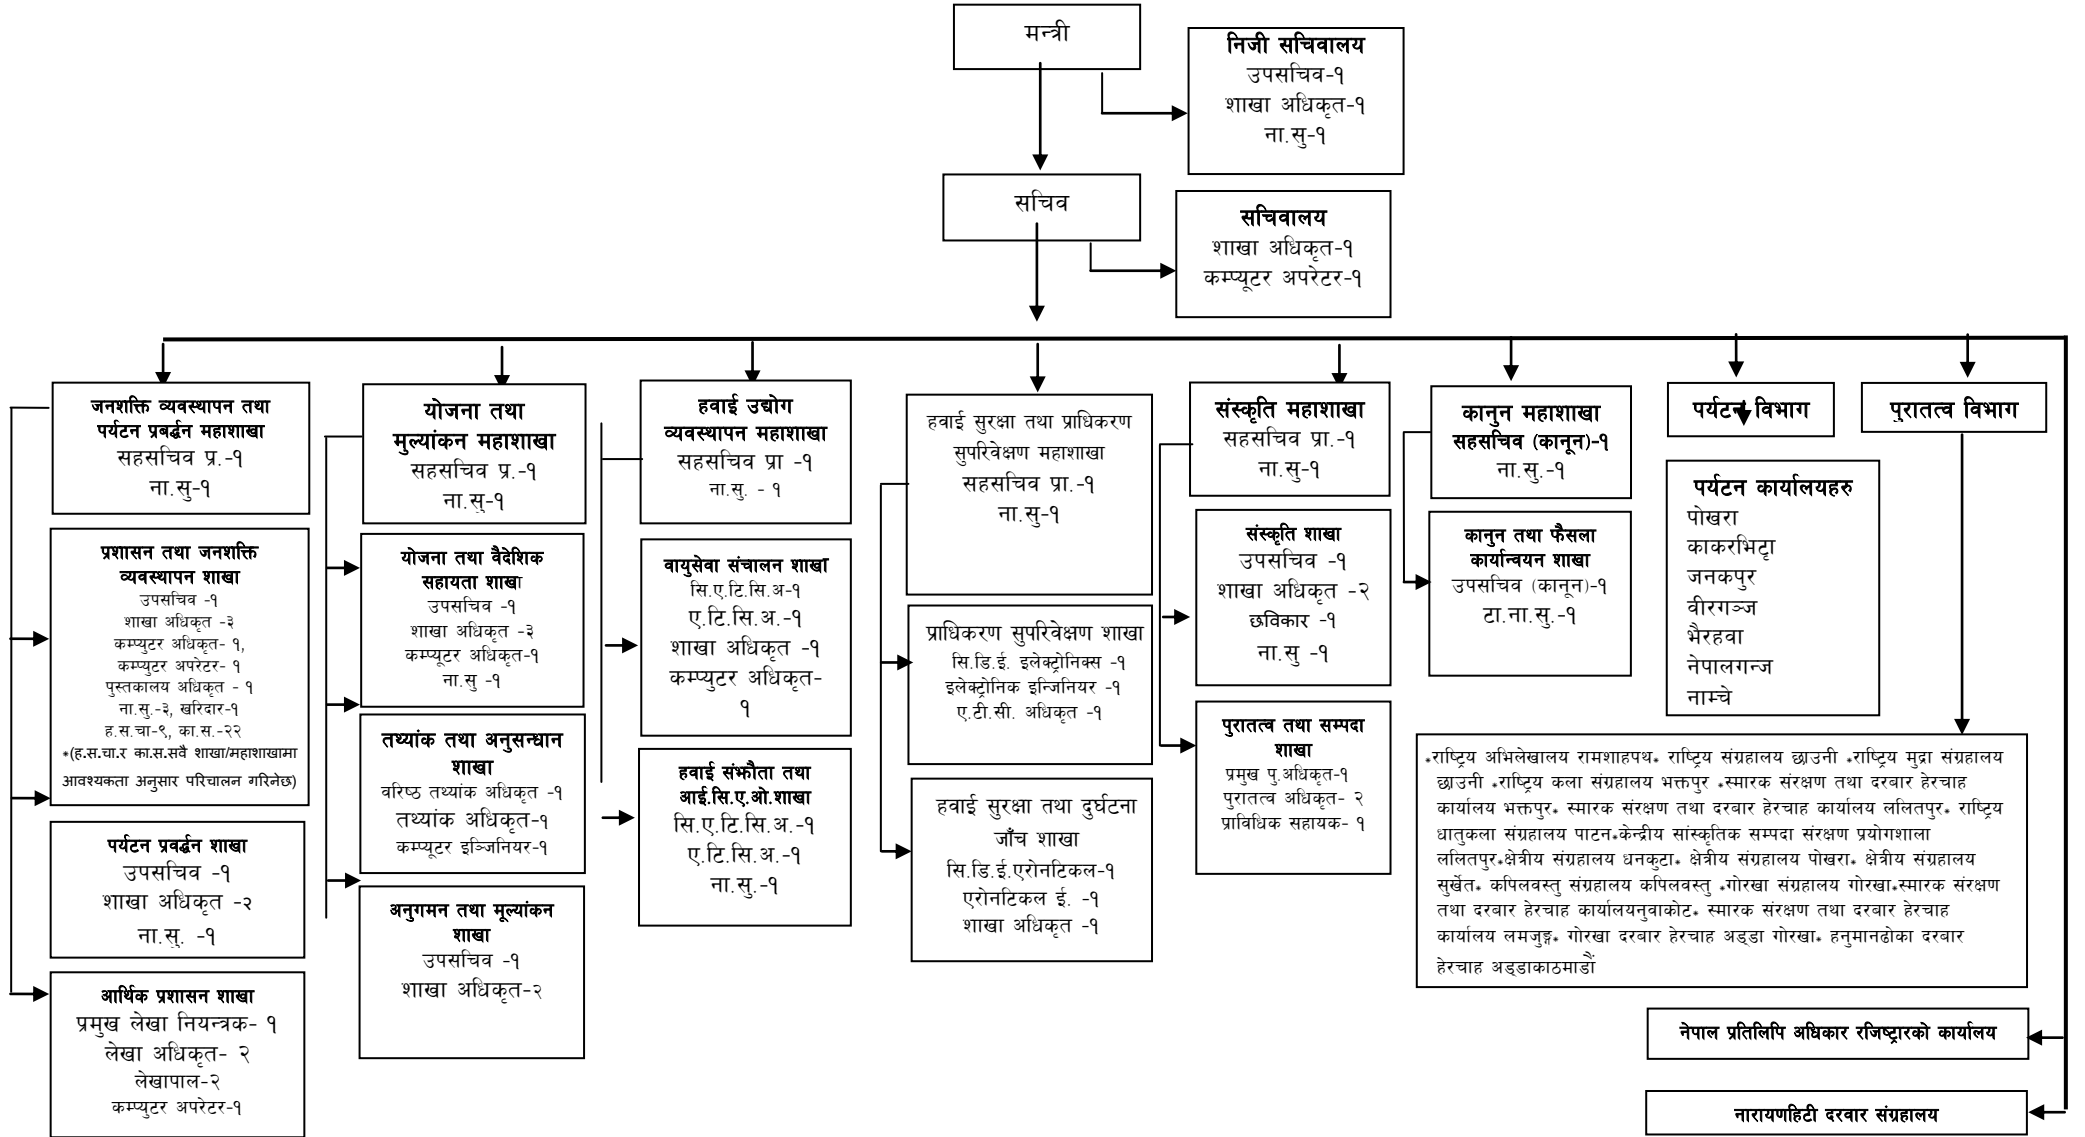 मन्त्री
निजी सचिवालय
उपसचिव-१
शाखा अधिकृत-१
ना.सु-१
सचिव
सचिवालय
शाखा अधिकृत-१
कम्प्यूटर अपरेटर-१
जनशक्ति व्यवस्थापन तथा
पर्यटन प्रबर्द्धन महाशाखा
सहसचिव प्र.-१
ना.सु-१
प्रशासन तथा जनशक्ति
व्यवस्थापन शाखा
उपसचिव -१
शाखा अधिकृत -३
कम्प्युटर अधिकृत- १,
कम्प्युटर अपरेटर- १
पुस्तकालय अधिकृत - १
ना.सु.-३, खरिदार-१
ह.स.चा-९, का.स.-२२
*(ह.स.चा.र का.स.सवै शाखा/महाशाखामा
आवश्यकता अनुसार परिचालन गरिनेछ)
पर्यटन प्रवर्द्धन शाखा
उपसचिव -१
शाखा अधिकृत -२
ना.सु. -१
आर्थिक प्रशासन शाखा
प्रमुख लेखा नियन्त्रक- १
लेखा अधिकृत- २
लेखापाल-२
कम्प्युटर अपरेटर-१
योजना तथा
मुल्यांकन महाशाखा
सहसचिव प्र.-१
ना.सु-१
योजना तथा वैदेशिक
सहायता शाखा
उपसचिव -१
शाखा अधिकृत -३
कम्प्यूटर अधिकृत-१
ना.सु -१
तथ्यांक तथा अनुसन्धान
शाखा
वरिष्ठ तथ्यांक अधिकृत -१
तथ्यांक अधिकृत-१
कम्प्यूटर इञ्जिनियर-१
अनुगमन तथा मूल्यांकन
शाखा
उपसचिव -१
शाखा अधिकृत-२
हवाई उद्योग
व्यवस्थापन महाशाखा
सहसचिव प्रा -१
ना.सु. - १
वायुसेवा संचालन शाखा
सि.ए.टि.सि.अ-१
ए.टि.सि.अ.-१
शाखा अधिकृत -१
कम्प्युटर अधिकृत-
१
हवाई संझौता तथा
आई.सि.ए.ओ.शाखा
सि.ए.टि.सि.अ.-१
ए.टि.सि.अ.-१
ना.सु.-१
हवाई सुरक्षा तथा प्राधिकरण
सुपरिवेक्षण महाशाखा
सहसचिव प्रा.-१
ना.सु-१
प्राधिकरण सुपरिवेक्षण शाखा
सि.डि.ई. इलेक्ट्रोनिक्स -१
इलेक्ट्रोनिक इन्जिनियर -१
ए.टी.सी. अधिकृत -१
हवाई सुरक्षा तथा दुर्घटना
जाँच शाखा
सि.डि.ई.एरोनटिकल-१
एरोनटिकल ई. -१
शाखा अधिकृत -१
संस्कृति महाशाखा
सहसचिव प्रा.-१
ना.सु-१
संस्कृति शाखा
उपसचिव -१
शाखा अधिकृत -२
छविकार -१
ना.सु -१
पुरातत्व तथा सम्पदा
शाखा
प्रमुख पु.अधिकृत-१
पुरातत्व अधिकृत- २
प्राविधिक सहायक- १
कानुन महाशाखा
सहसचिव (कानून)-१
ना.सु.-१
कानुन तथा फैसला
कार्यान्वयन शाखा
उपसचिव (कानून)-१
टा.ना.सु.-१
पर्यटन विभाग
पर्यटन कार्यालयहरु
पोखरा
काकरभिट्टा
जनकपुर
वीरगञ्ज
भैरहवा
नेपालगन्ज
नाम्चे
पुरातत्व विभाग
*राष्ट्रिय अभिलेखालय रामशाहपथ* राष्ट्रिय संग्रहालय छाउनी *राष्ट्रिय मुद्रा संग्रहालय
छाउनी *राष्ट्रिय कला संग्रहालय भक्तपुर *स्मारक संरक्षण तथा दरबार हेरचाह
कार्यालय भक्तपुर* स्मारक संरक्षण तथा दरबार हेरचाह कार्यालय ललितपुर* राष्ट्रिय
धातुकला संग्रहालय पाटन*केन्द्रीय सांस्कृतिक सम्पदा संरक्षण प्रयोगशाला
ललितपुर*क्षेत्रीय संग्रहालय धनकुटा* क्षेत्रीय संग्रहालय पोखरा* क्षेत्रीय संग्रहालय
सुर्खेत* कपिलवस्तु संग्रहालय कपिलवस्तु *गोरखा संग्रहालय गोरखा*स्मारक संरक्षण
तथा दरबार हेरचाह कार्यालयनुवाकोट* स्मारक संरक्षण तथा दरबार हेरचाह
कार्यालय लमजुङ्ग* गोरखा दरबार हेरचाह अड्डा गोरखा* हनुमानढोका दरबार
हेरचाह अड्डाकाठमाडौं
नेपाल प्रतिलिपि अधिकार रजिष्ट्रारको कार्यालय
नारायणहिटी दरवार संग्रहालय